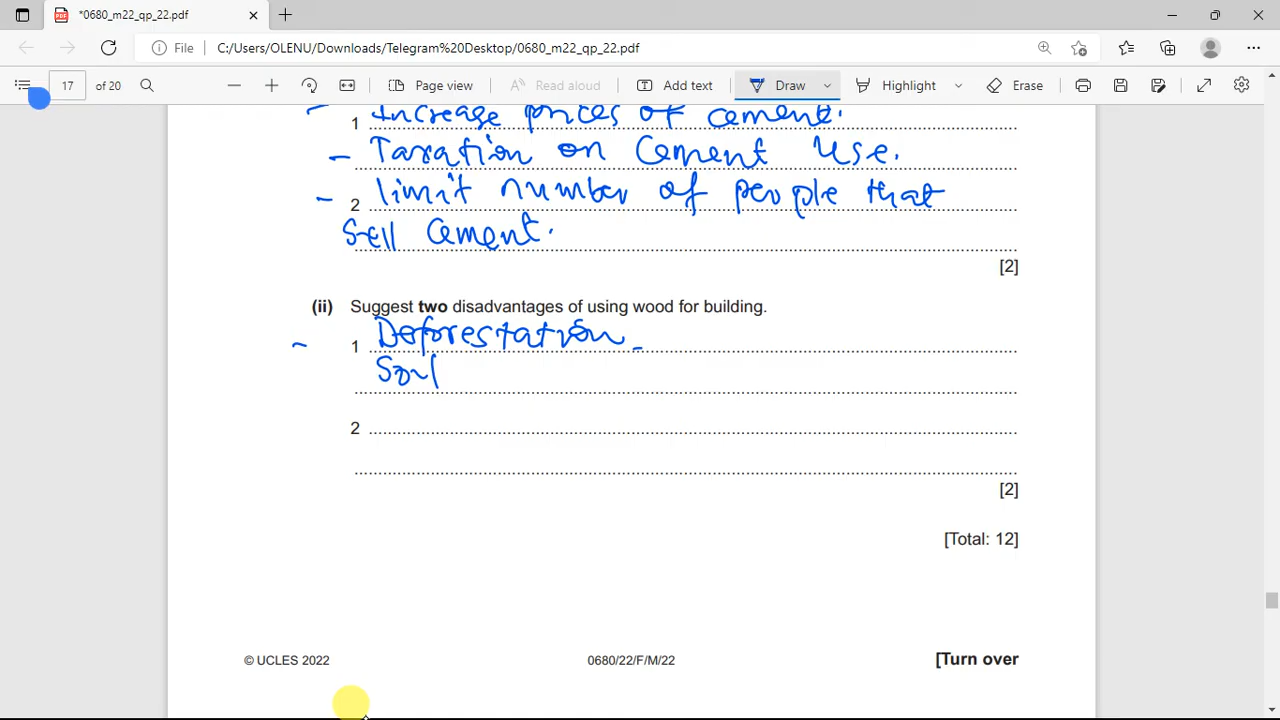 *0680_m22_qp_22.pdf
File C:/Users/OLENU/Downloads/Telegram%20Desktop/0680_m22_qp_22.pdf
17 of 20 Page view Read aloud Add text Draw Highlight Erase
- Increase prices of cement.
1
- Taxation on Cement Use.
- limit number of people that
2
Sell Cement.
[2]
(ii) Suggest two disadvantages of using wood for building.
- 1 Deforestation -
Soil
2
[2]
[Total: 12]
© UCLES 2022 0680/22/F/M/22 [Turn over